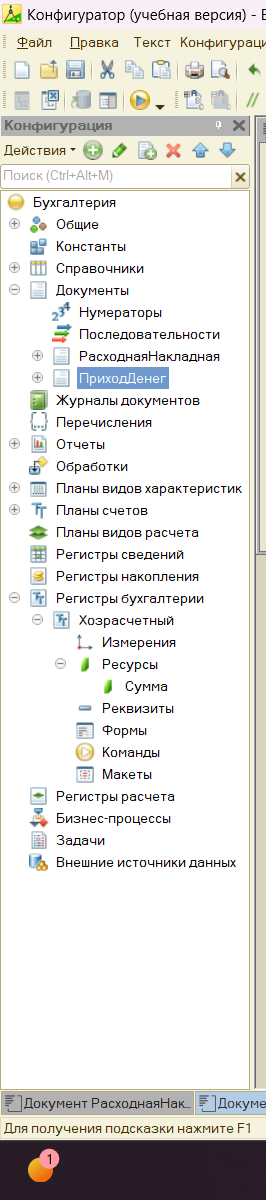 Конфигуратор (учебная версия) - Б
Файл Правка Текст Конфигураци
Конфигурация
Действия
Поиск (Ctrl+Alt+M)
Бухгалтерия
Общие
Константы
Справочники
Документы
Нумераторы
Последовательности
РасходнаяНакладная
ПриходДенег
Журналы документов
Перечисления
Отчеты
Обработки
Планы видов характеристик
Планы счетов
Планы видов расчета
Регистры сведений
Регистры накопления
Регистры бухгалтерии
Хозрасчетный
Измерения
Ресурсы
Сумма
Реквизиты
Формы
Команды
Макеты
Регистры расчета
Бизнес-процессы
Задачи
Внешние источники данных
Документ РасходнаяНак... Докуме
Для получения подсказки нажмите F1
1